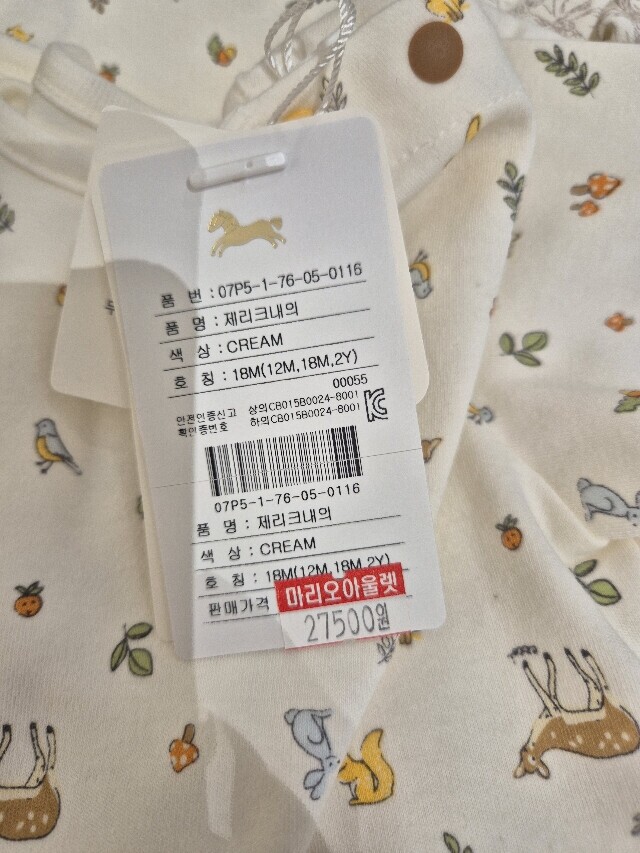 품 번 : 07P5-1-76-05-0116
품 명 : 제리크내의
색 상 : CREAM
호 칭 : 18M(12M,18M,2Y)
00055
안전인증신고 상의CB015B0024-8001
확인증번호 하의CB015B0024-8001
07P5-1-76-05-0116
품 명 : 제리크내의
색 상 : CREAM
호 칭 : 18M(12M,18M,2Y)
판매가격 마리오아울렛
27500원